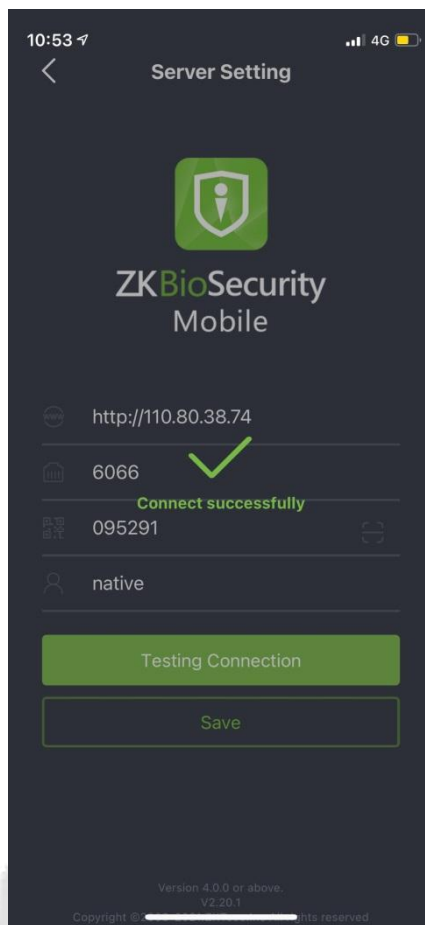 10:53
4G
Server Setting
ZKBioSecurity
Mobile
www
http://110.80.38.74
6066
Connect successfully
095291
native
Testing Connection
Save
Version 4.0.0 or above.
V2.20.1
Copyright ©
reserved